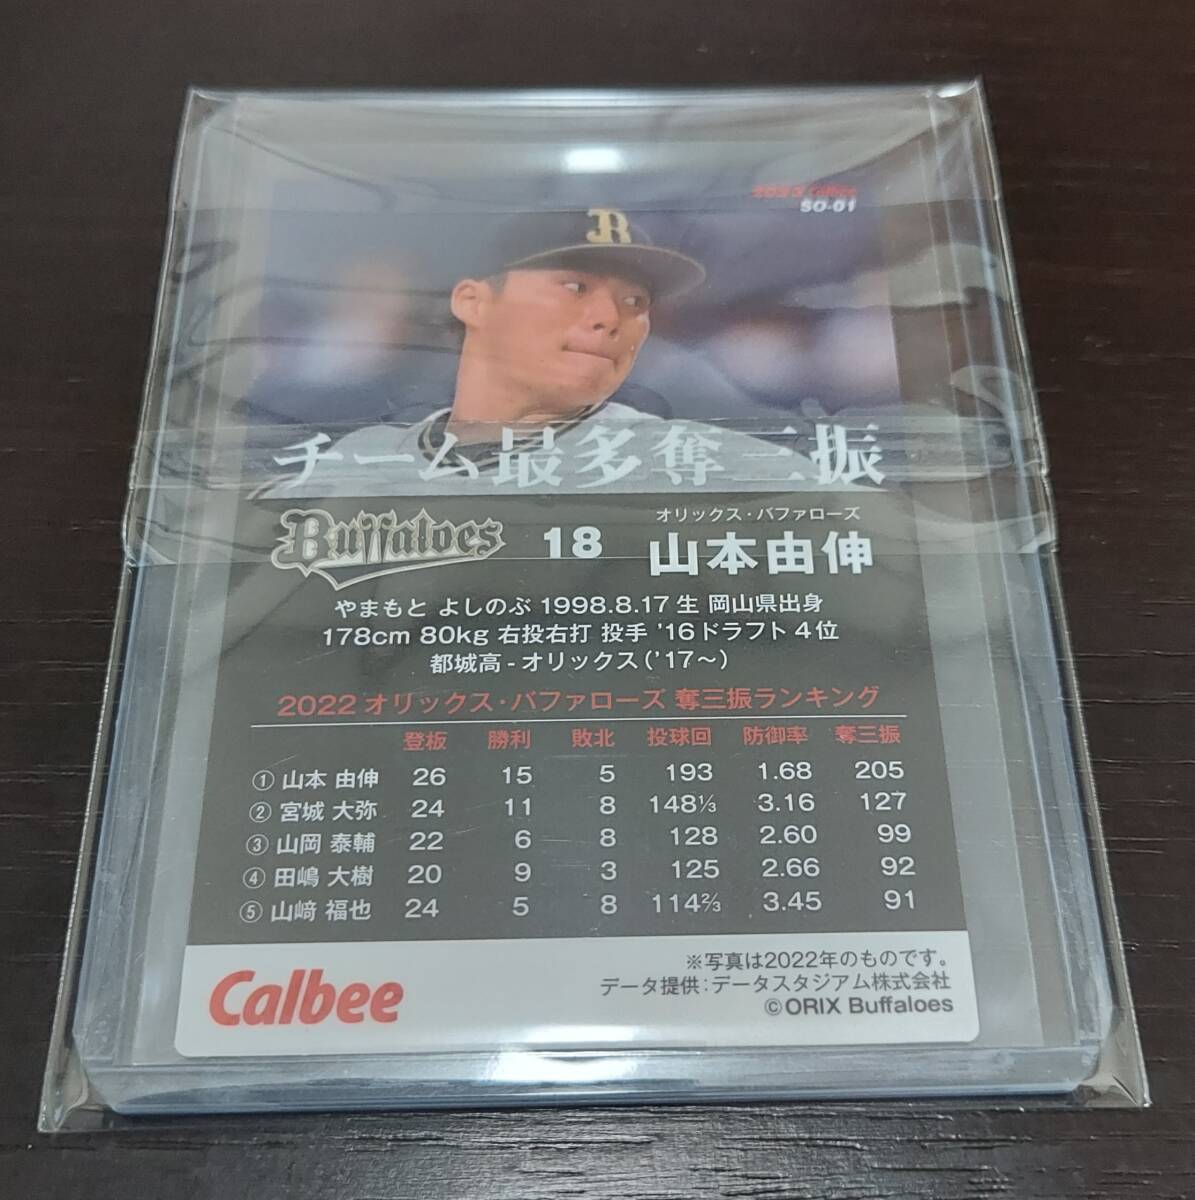 2023 Calbee
SO-01
B
チーム最多奪三振
Buffaloes 18 オリックス・バファローズ
山本由伸
やまもと よしのぶ 1998.8.17 生 岡山県出身
178cm 80kg 右投右打 投手 '16ドラフト4位
都城高-オリックス('17～)
2022 オリックス・バファローズ 奪三振ランキング
登板 勝利 敗北 投球回 防御率 奪三振
① 山本 由伸 26 15 5 193 1.68 205
② 宮城 大弥 24 11 8 148⅓ 3.16 127
③ 山岡 泰輔 22 6 8 128 2.60 99
④ 田嶋 大樹 20 9 3 125 2.66 92
⑤ 山﨑 福也 24 5 8 114⅔ 3.45 91
Calbee
※写真は2022年のものです。
データ提供:データスタジアム株式会社
©ORIX Buffaloes